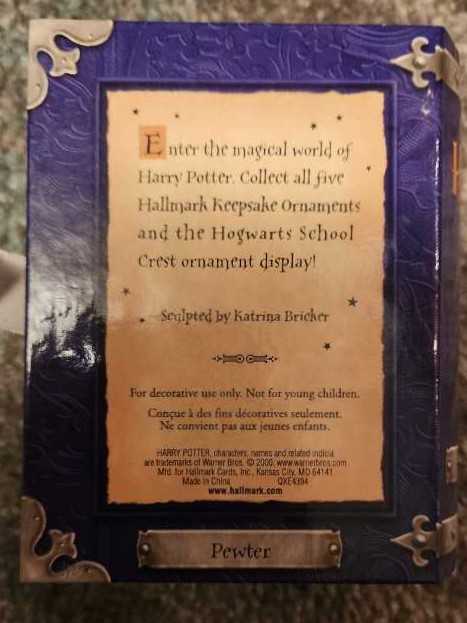 Enter the magical world of
Harry Potter. Collect all five
Hallmark Keepsake Ornaments
and the Hogwarts School
Crest ornament display!
Sculpted by Katrina Bricker
For decorative use only. Not for young children.
Conçue à des fins décoratives seulement.
Ne convient pas aux jeunes enfants.
HARRY POTTER, characters, names and related indicia
are trademarks of Warner Bros. © 2000. www.warnerbros.com
Mfd. for Hallmark Cards, Inc., Kansas City, MO 64141
Made in China QXE4394
www.hallmark.com
Pewter